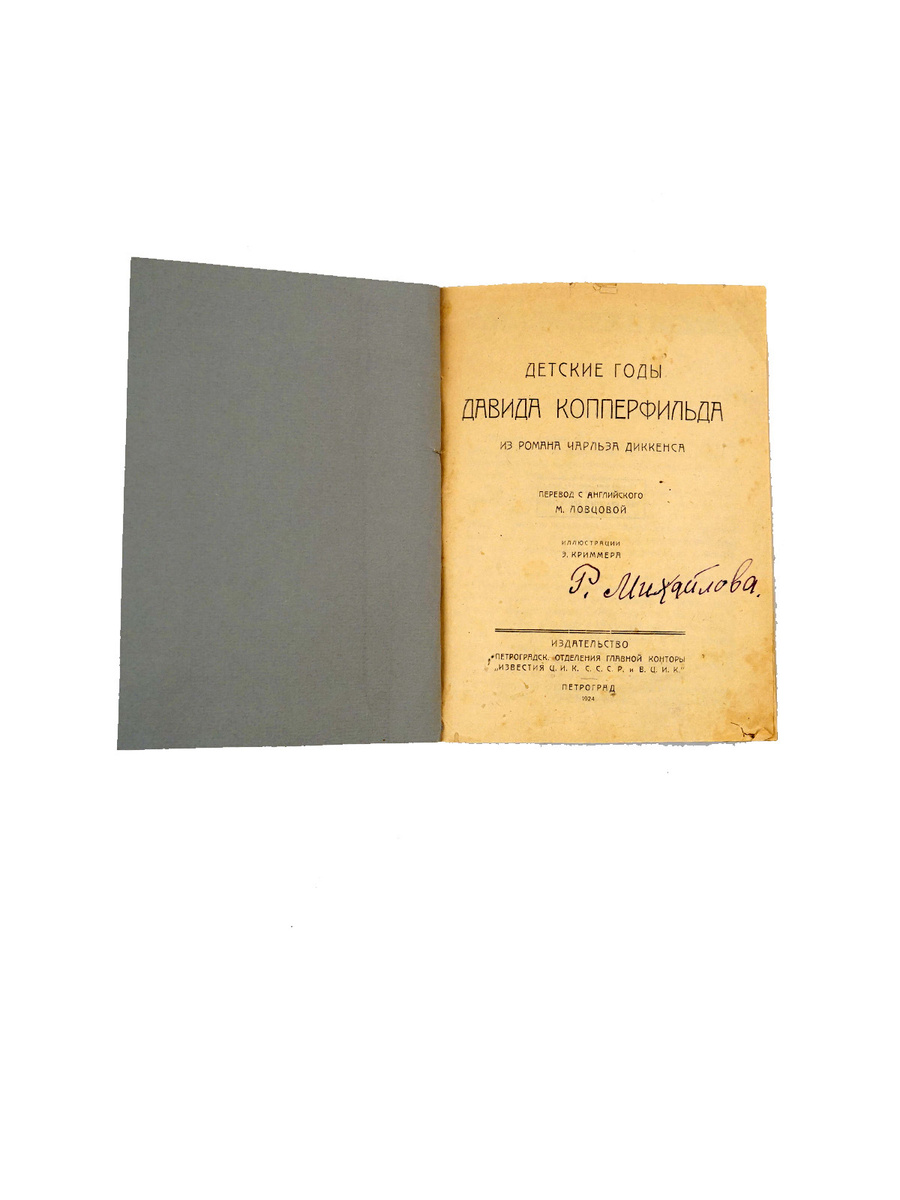 ДЕТСКИЕ ГОДЫ
ДАВИДА КОППЕРФИЛЬДА
ИЗ РОМАНА ЧАРЛЬЗА ДИККЕНСА
ПЕРЕВОД С АНГЛИЙСКОГО
М. ЛОВЦОВОЙ
ИЛЛЮСТРАЦИИ
Э. КРИММЕРА
Р. Михайлова.
ИЗДАТЕЛЬСТВО
ПЕТРОГРАДСК. ОТДЕЛЕНИЯ ГЛАВНОЙ КОНТОРЫ
„ИЗВЕСТИЯ Ц. И. К. С. С. С. Р. и В. Ц. И. К."
ПЕТРОГРАД
1924